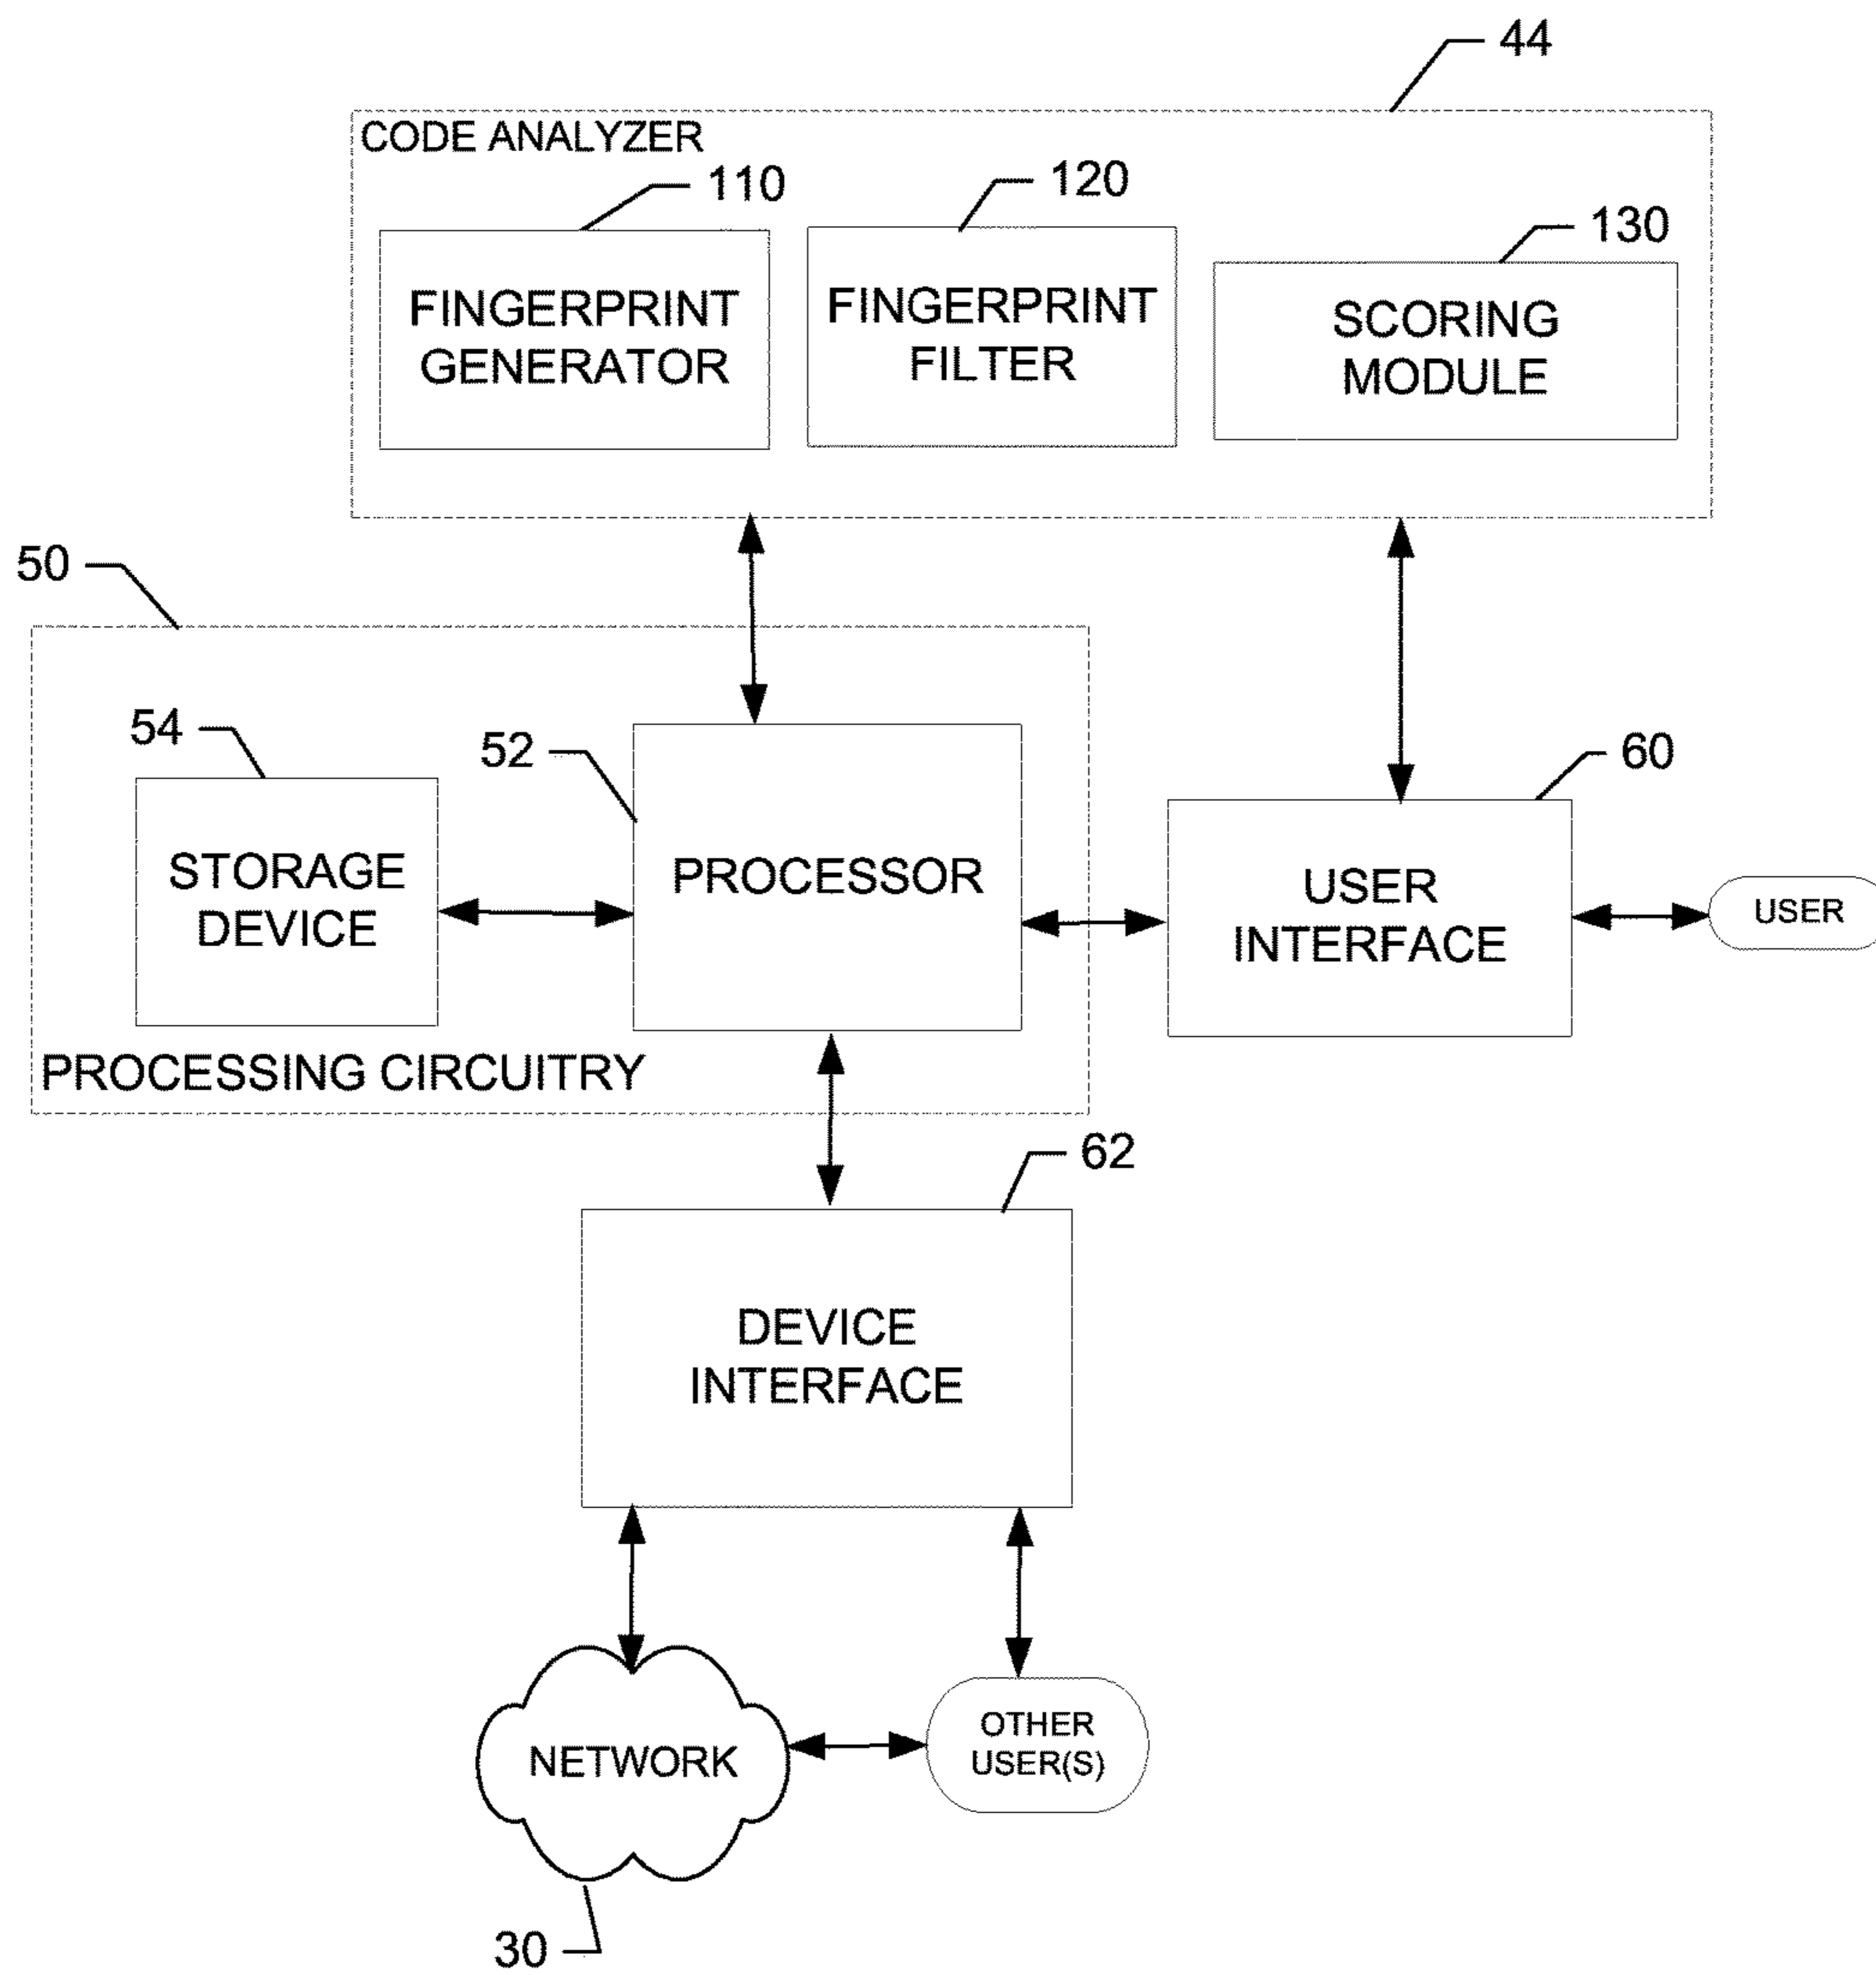 44
CODE ANALYZER
110
120
130
FINGERPRINT
GENERATOR
FINGERPRINT
FILTER
SCORING
MODULE
50
54
52
60
STORAGE
DEVICE
PROCESSOR
USER
INTERFACE
USER
PROCESSING CIRCUITRY
62
DEVICE
INTERFACE
NETWORK
OTHER
USER(S)
30